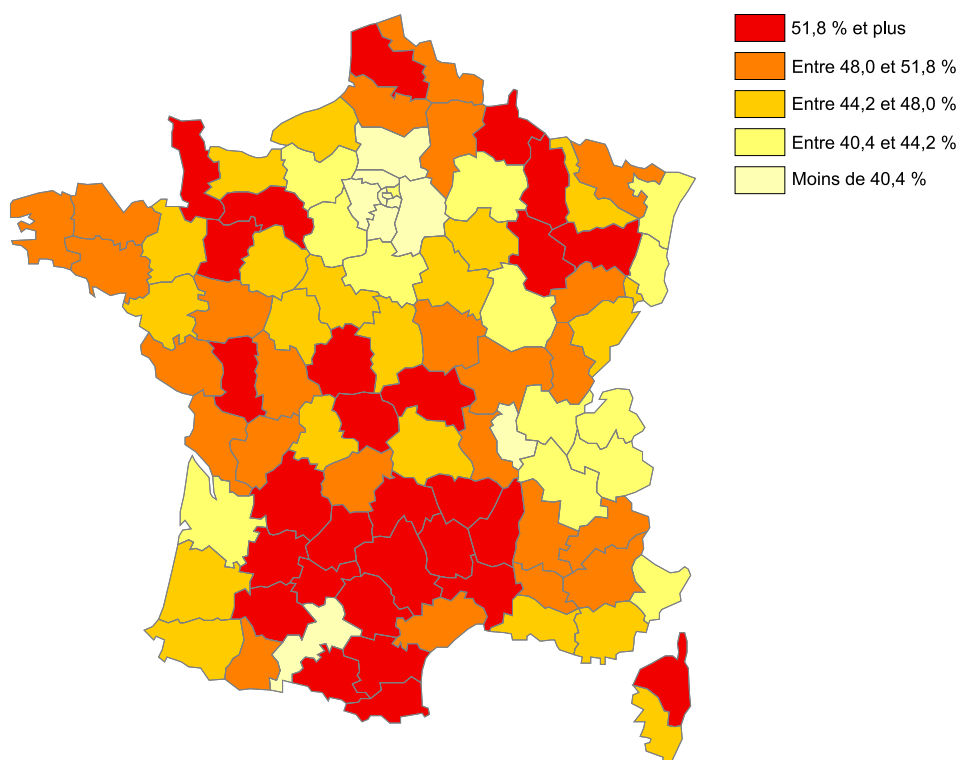 51,8 % et plus
Entre 48,0 et 51,8 %
Entre 44,2 et 48,0 %
Entre 40,4 et 44,2 %
Moins de 40,4 %